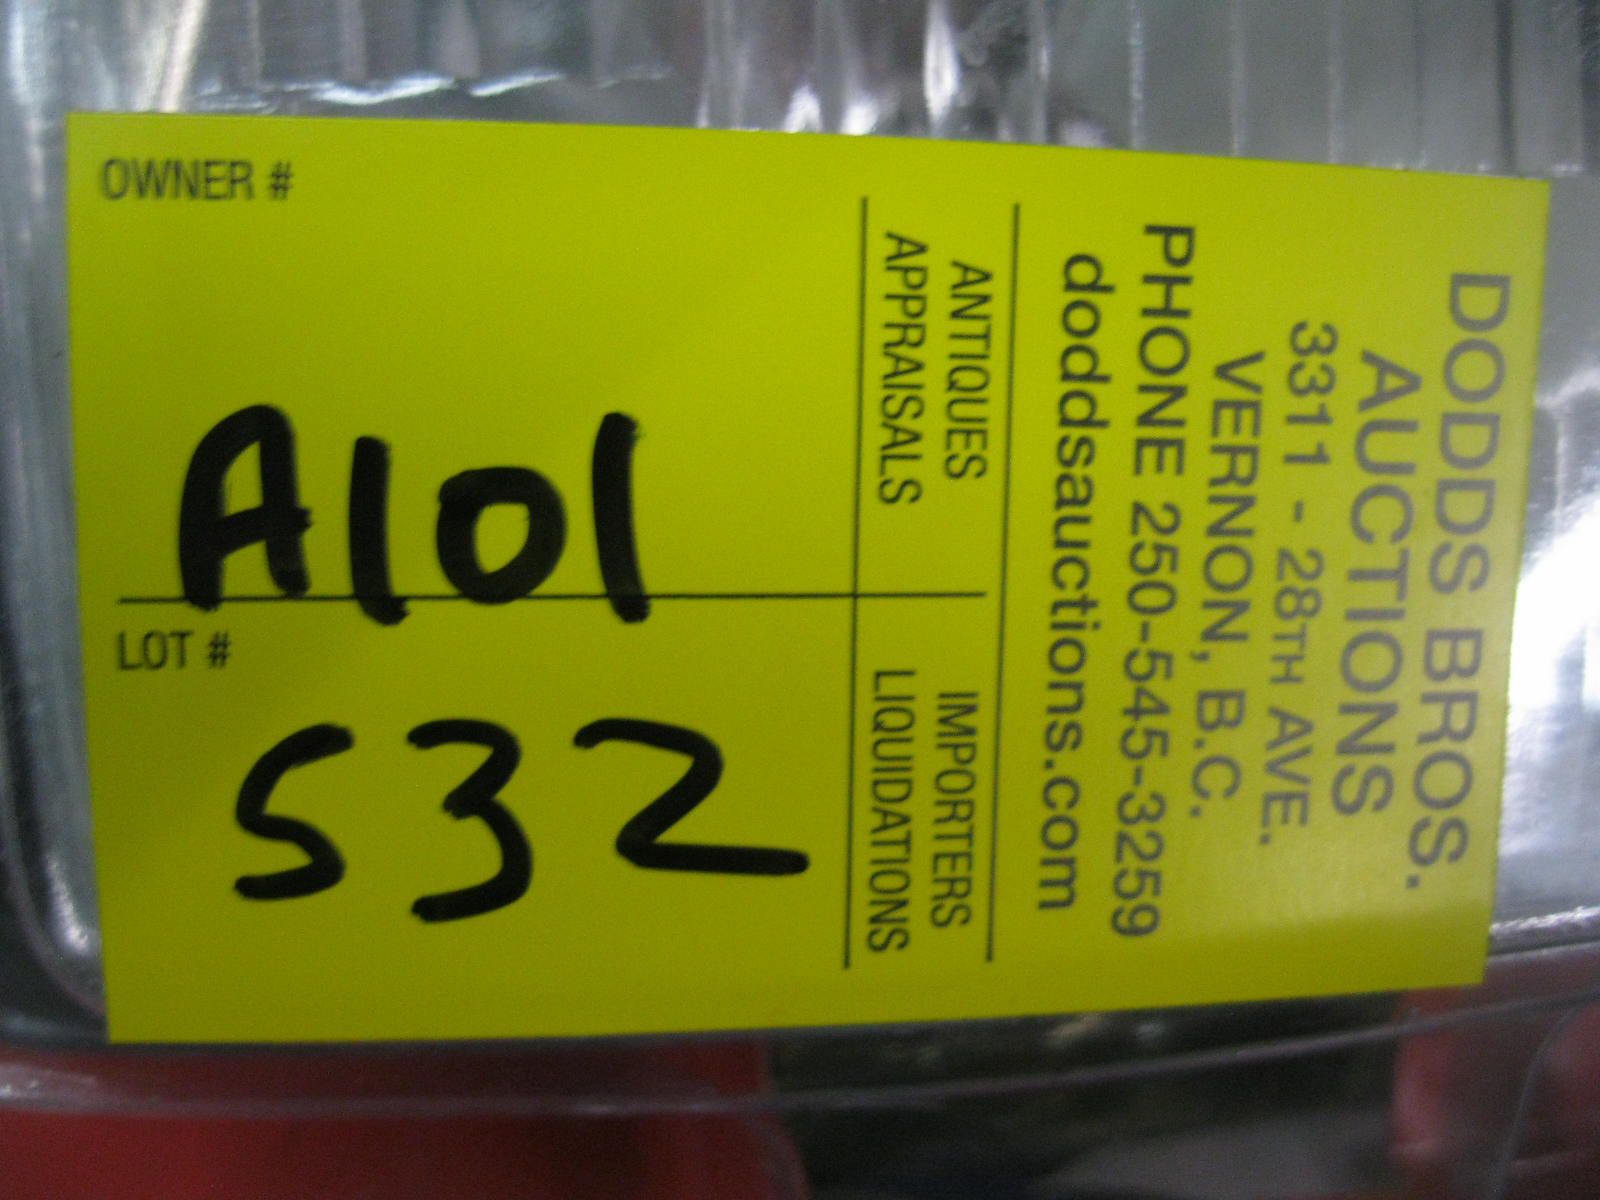 DODDS BROS.
AUCTIONS
3311 - 28TH AVE.
VERNON, B.C.
PHONE 250-545-3259
doddsauctions.com
ANTIQUES
APPRAISALS
IMPORTERS
LIQUIDATIONS
OWNER #
A101
LOT #
532